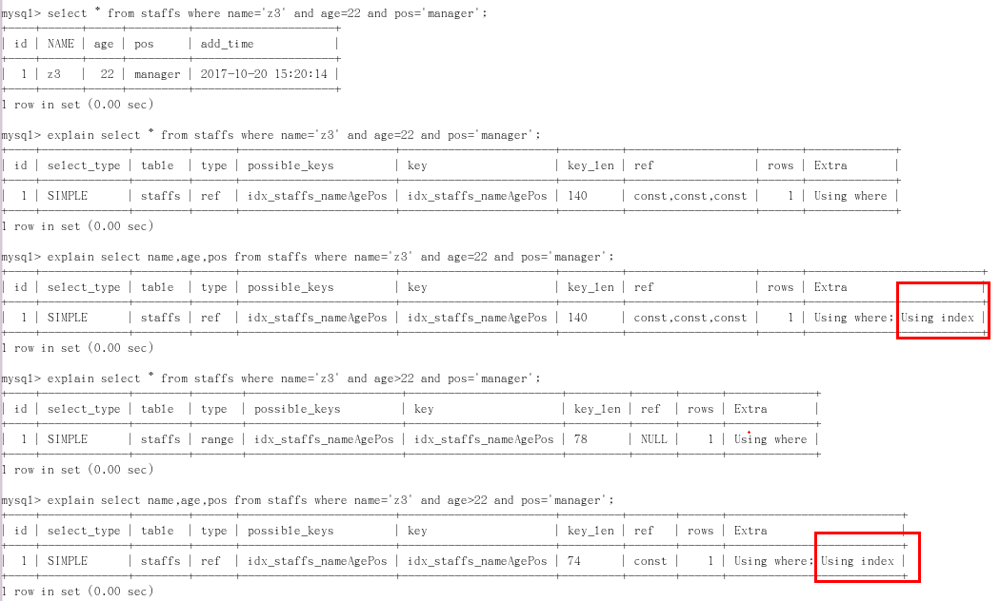 mysql> select * from staffs where name='z3' and age=22 and pos='manager';
| id | NAME | age | pos | add_time |
| 1 | z3 | 22 | manager | 2017-10-20 15:20:14 |
1 row in set (0.00 sec)
mysql> explain select * from staffs where name='z3' and age=22 and pos='manager';
| id | select_type | table | type | possible_keys | key | key_len | ref | rows | Extra |
| 1 | SIMPLE | staffs | ref | idx_staffs_nameAgePos | idx_staffs_nameAgePos | 140 | const,const,const | 1 | Using where |
1 row in set (0.00 sec)
mysql> explain select name,age,pos from staffs where name='z3' and age=22 and pos='manager';
| id | select_type | table | type | possible_keys | key | key_len | ref | rows | Extra |
| 1 | SIMPLE | staffs | ref | idx_staffs_nameAgePos | idx_staffs_nameAgePos | 140 | const,const,const | 1 | Using where; Using index |
1 row in set (0.00 sec)
mysql> explain select * from staffs where name='z3' and age>22 and pos='manager';
| id | select_type | table | type | possible_keys | key | key_len | ref | rows | Extra |
| 1 | SIMPLE | staffs | range | idx_staffs_nameAgePos | idx_staffs_nameAgePos | 78 | NULL | 1 | Using where |
1 row in set (0.00 sec)
mysql> explain select name,age,pos from staffs where name='z3' and age>22 and pos='manager';
| id | select_type | table | type | possible_keys | key | key_len | ref | rows | Extra |
| 1 | SIMPLE | staffs | ref | idx_staffs_nameAgePos | idx_staffs_nameAgePos | 74 | const | 1 | Using where; Using index |
1 row in set (0.00 sec)